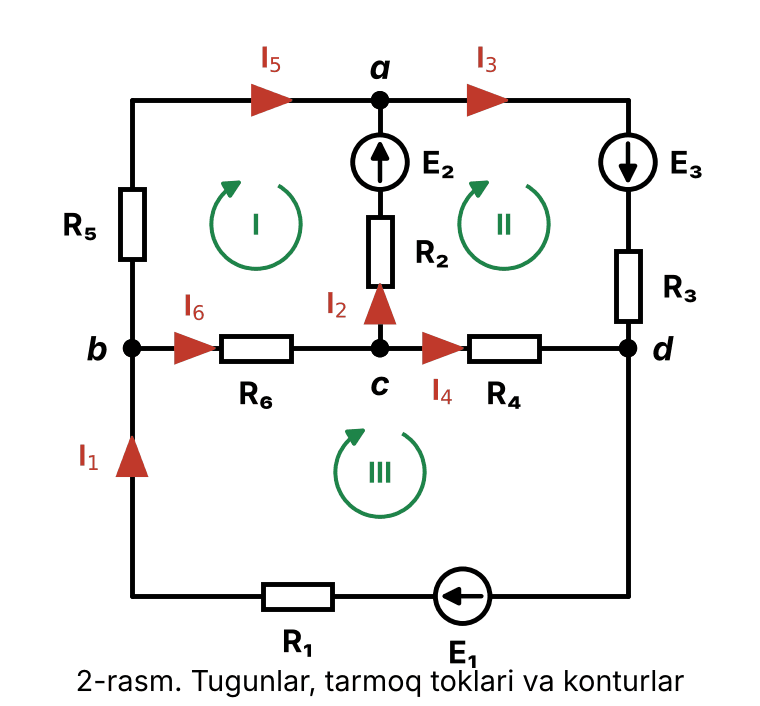 I₅
a
I₃
E₂
E₃
R₅
I
II
R₂
R₃
I₂
I₆
b
c
d
R₆
I₄
R₄
I₁
III
R₁
E₁
2-rasm. Tugunlar, tarmoq toklari va konturlar